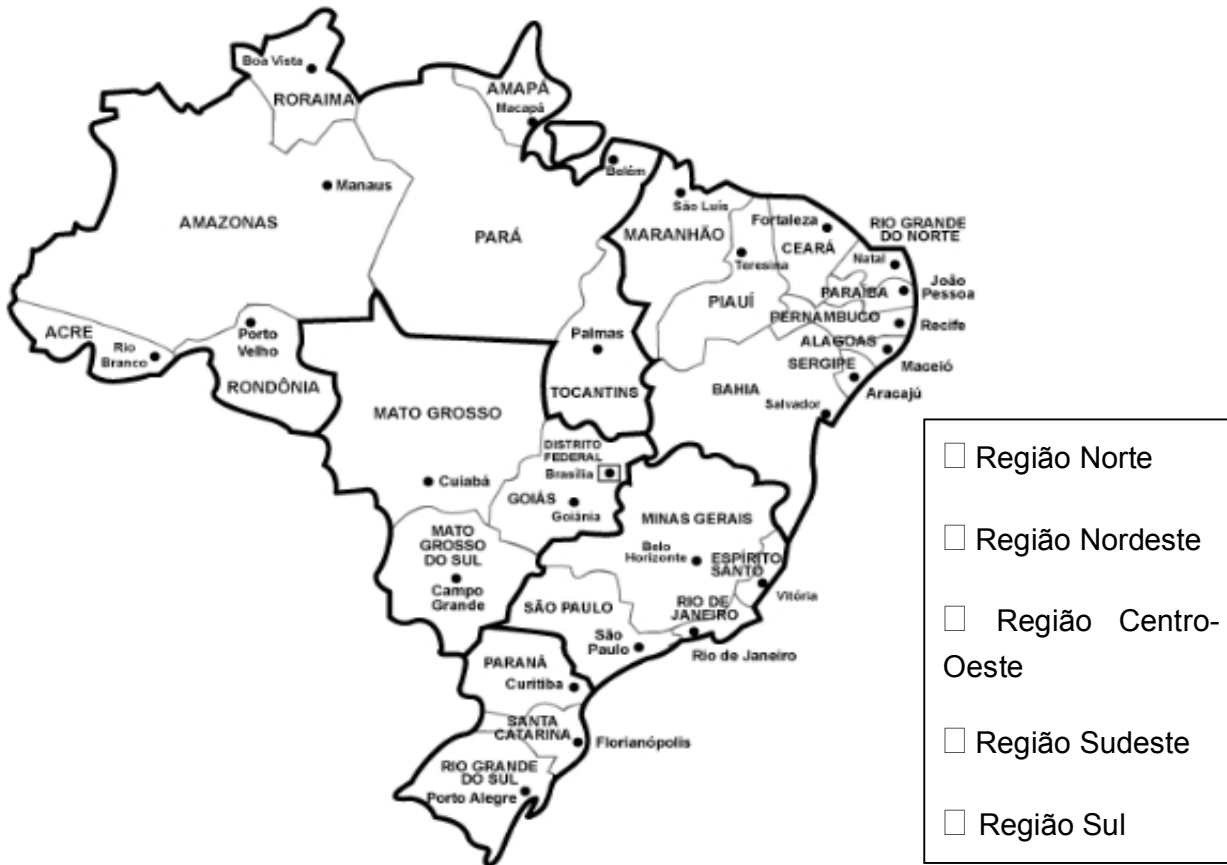 Boa Vista
RORAIMA
AMAPÁ
Macapá
Belém
Manaus
AMAZONAS
PARÁ
São Luís
MARANHÃO
Fortaleza
CEARÁ
RIO GRANDE
DO NORTE
Natal
Teresina
PIAUÍ
PARAÍBA
João
Pessoa
PERNAMBUCO
Recife
ALAGOAS
Maceió
SERGIPE
Aracajú
BAHIA
Salvador
ACRE
Rio
Branco
Porto
Velho
RONDÔNIA
Palmas
TOCANTINS
MATO GROSSO
Cuiabá
DISTRITO
FEDERAL
Brasília
GOIÁS
Goiânia
MATO
GROSSO
DO SUL
Campo
Grande
MINAS GERAIS
Belo
Horizonte
ESPÍRITO
SANTO
Vitória
SÃO PAULO
São
Paulo
RIO DE
JANEIRO
Rio de Janeiro
PARANÁ
Curitiba
SANTA
CATARINA
Florianópolis
RIO GRANDE
DO SUL
Porto Alegre
□ Região Norte
□ Região Nordeste
□ Região Centro-
Oeste
□ Região Sudeste
□ Região Sul